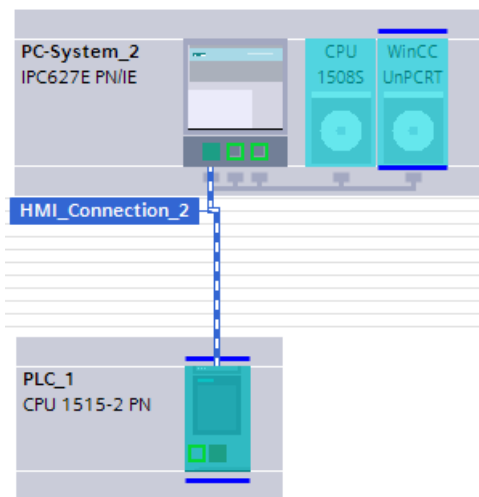 PC-System_2
IPC627E PN/IE
CPU
1508S
WinCC
UnPCRT
HMI_Connection_2
PLC_1
CPU 1515-2 PN